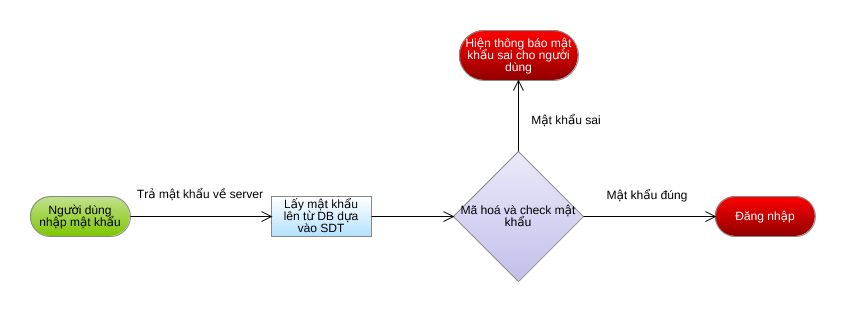 Hiện thông báo mật
khẩu sai cho người
dùng
Mật khẩu sai
Trả mật khẩu về server
Mật khẩu đúng
Người dùng
nhập mật khẩu
Lấy mật khẩu
lên từ DB dựa
vào SDT
Mã hoá và check mật
khẩu
Đăng nhập